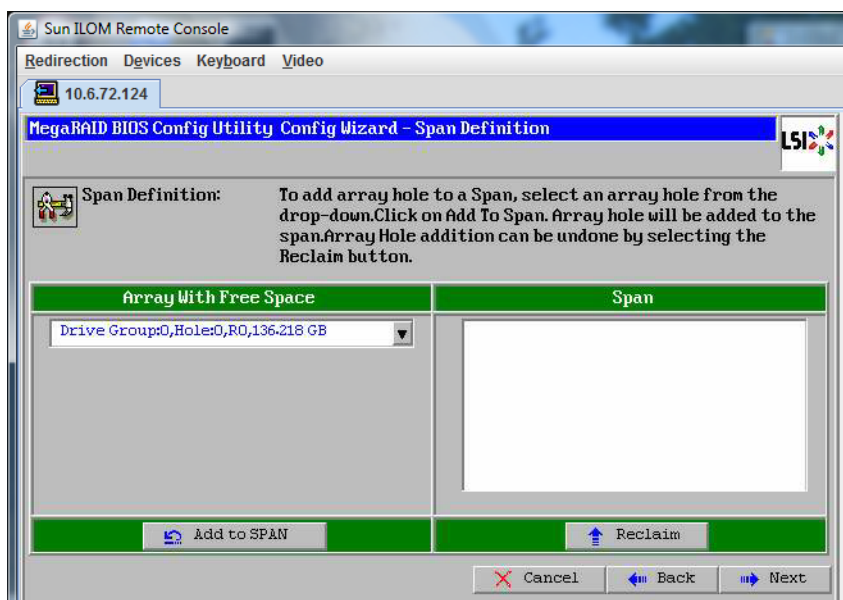 Sun ILOM Remote Console
Redirection Devices Keyboard Video
10.6.72.124
MegaRAID BIOS Config Utility Config Wizard - Span Definition
LSI
Span Definition:
To add array hole to a Span, select an array hole from the
drop-down.Click on Add To Span. Array hole will be added to the
span.Array Hole addition can be undone by selecting the
Reclaim button.
Array With Free Space
Span
Drive Group:0,Hole:0,R0,136.218 GB
Add to SPAN
Reclaim
Cancel
Back
Next